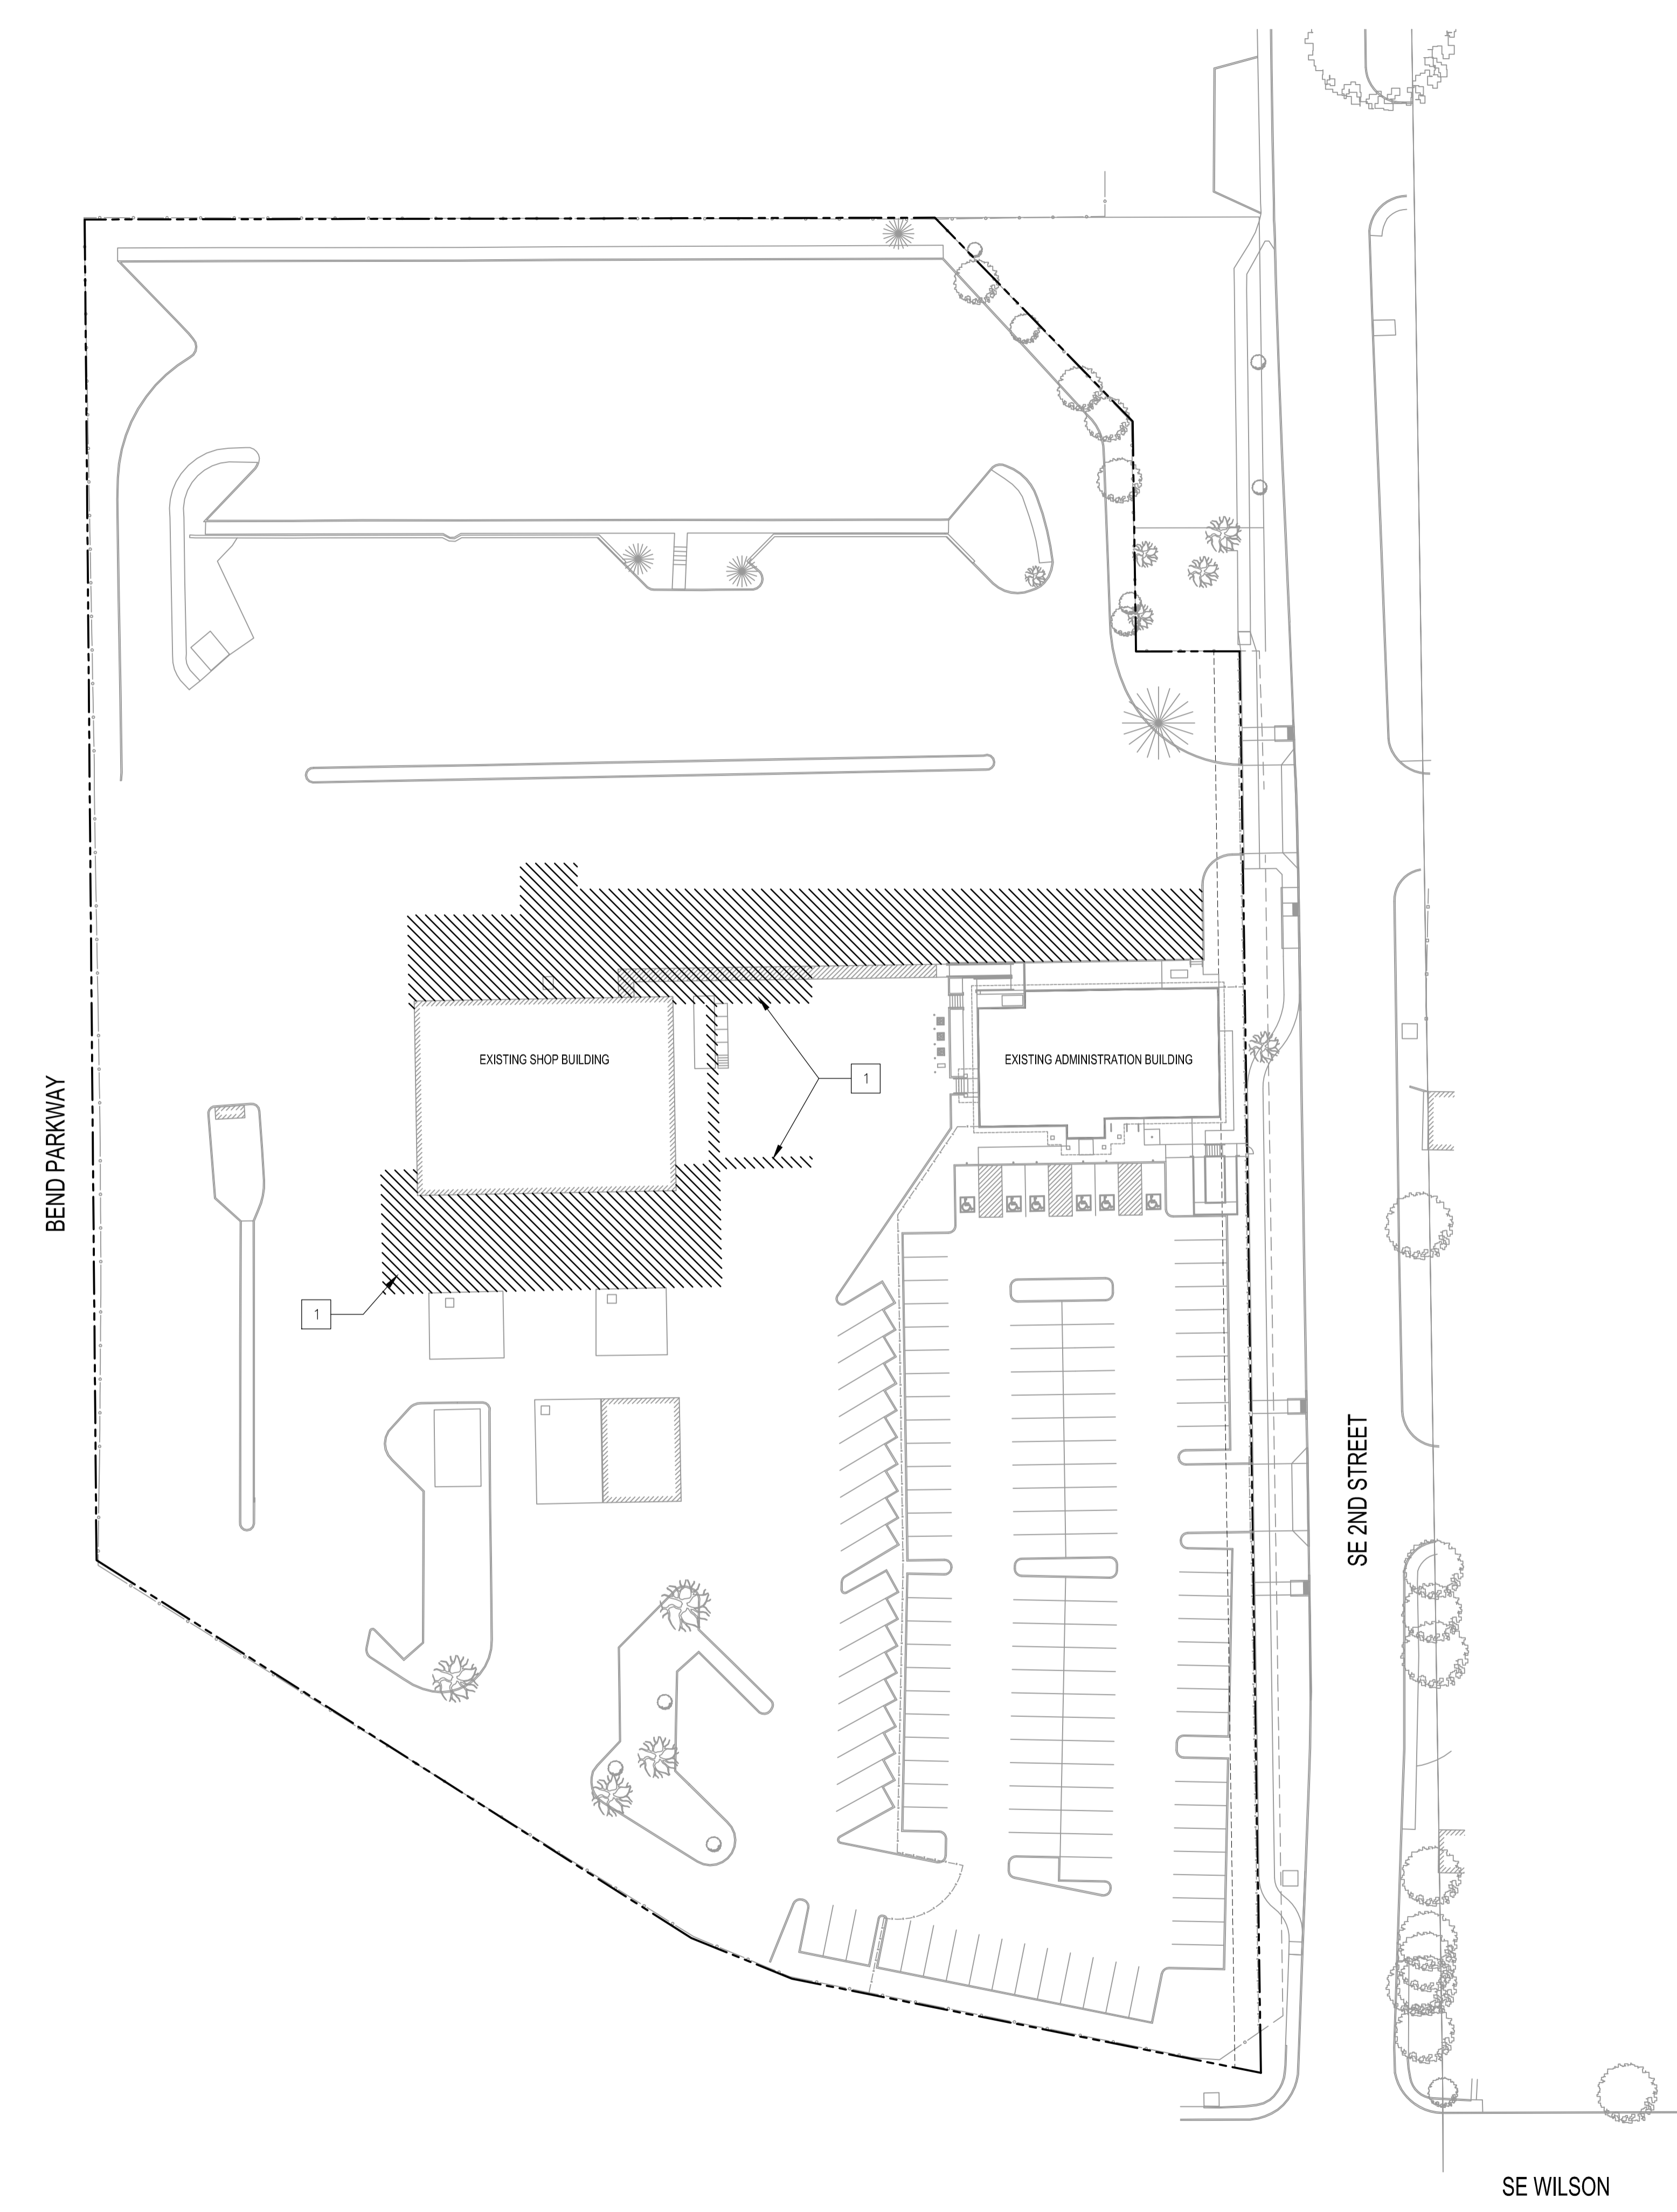 EXISTING SHOP BUILDING
EXISTING ADMINISTRATION BUILDING
1
BEND PARKWAY
1
SE 2ND STREET
SE WILSON